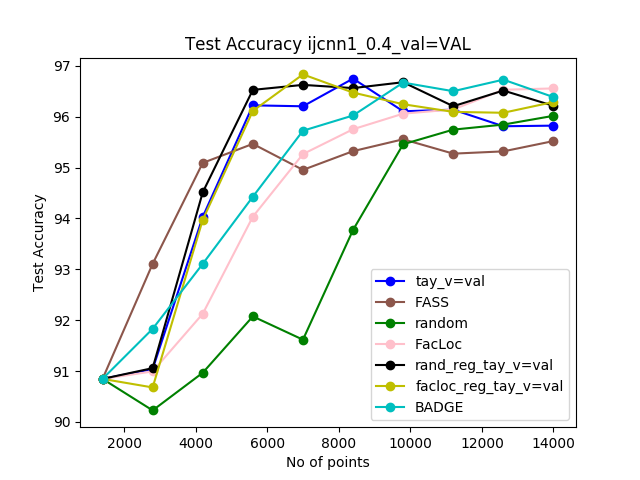 Test Accuracy ijcnn1_0.4_val=VAL
97
96
95
94
93
92
91
90
Test Accuracy
2000 4000 6000 8000 10000 12000 14000
No of points
tay_v=val
FASS
random
FacLoc
rand_reg_tay_v=val
facloc_reg_tay_v=val
BADGE